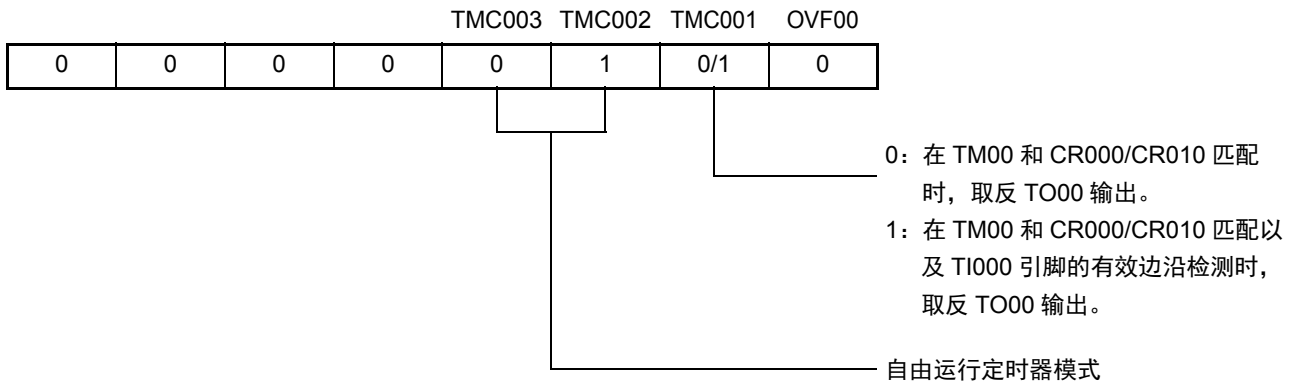 TMC003 TMC002 TMC001 OVF00
0 0 0 0 0 1 0/1 0
0：在 TM00 和 CR000/CR010 匹配
时，取反 TO00 输出。
1：在 TM00 和 CR000/CR010 匹配以
及 TI000 引脚的有效边沿检测时，
取反 TO00 输出。
自由运行定时器模式